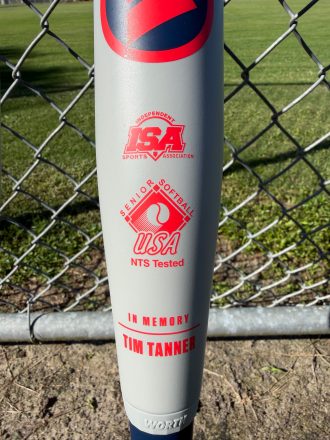 INDEPENDENT
ISA
SPORTS ASSOCIATION
SENIOR SOFTBALL
USA
NTS Tested
IN MEMORY
TIM TANNER
WORTH